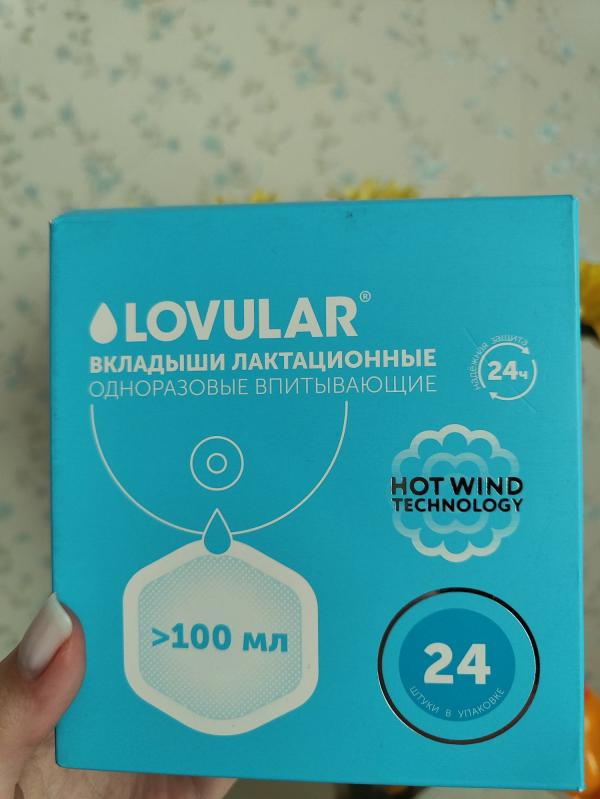 LOVULAR®
ВКЛАДЫШИ ЛАКТАЦИОННЫЕ
ОДНОРАЗОВЫЕ ВПИТЫВАЮЩИЕ
надёжная защита
24ч
HOT WIND
TECHNOLOGY
>100 мл
24
ШТУКИ В УПАКОВКЕ